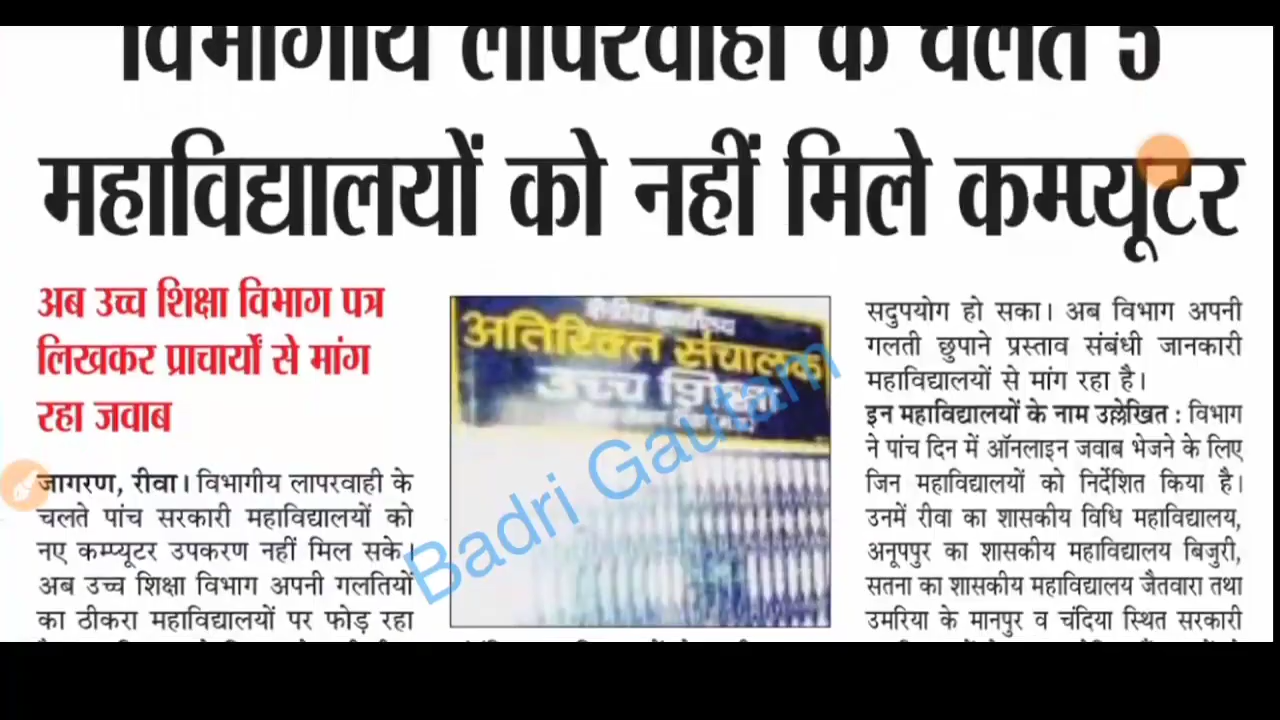 विभागीय लापरवाही के चलते 5
महाविद्यालयों को नहीं मिले कम्प्यूटर
अब उच्च शिक्षा विभाग पत्र
लिखकर प्राचार्यों से मांग
रहा जवाब
जागरण, रीवा। विभागीय लापरवाही के
चलते पांच सरकारी महाविद्यालयों को
नए कम्प्यूटर उपकरण नहीं मिल सके।
अब उच्च शिक्षा विभाग अपनी गलतियों
का ठीकरा महाविद्यालयों पर फोड़ रहा
अतिरिक्त संचालक
उच्च शिक्षा
Badri Gautam
सदुपयोग हो सका। अब विभाग अपनी
गलती छुपाने प्रस्ताव संबंधी जानकारी
महाविद्यालयों से मांग रहा है।
इन महाविद्यालयों के नाम उल्लेखित : विभाग
ने पांच दिन में ऑनलाइन जवाब भेजने के लिए
जिन महाविद्यालयों को निर्देशित किया है।
उनमें रीवा का शासकीय विधि महाविद्यालय,
अनूपपुर का शासकीय महाविद्यालय बिजुरी,
सतना का शासकीय महाविद्यालय जैतवारा तथा
उमरिया के मानपुर व चंदिया स्थित सरकारी